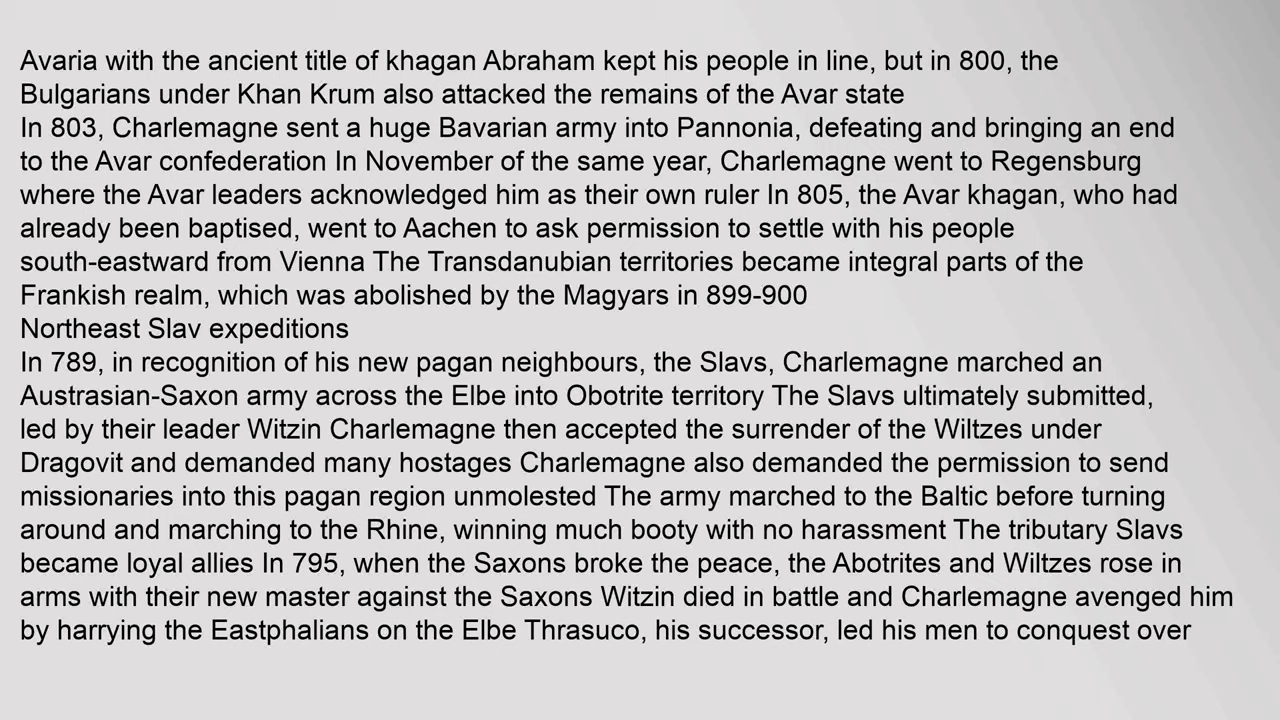 Avaria with the ancient title of khagan Abraham kept his people in line, but in 800, the
Bulgarians under Khan Krum also attacked the remains of the Avar state
In 803, Charlemagne sent a huge Bavarian army into Pannonia, defeating and bringing an end
to the Avar confederation In November of the same year, Charlemagne went to Regensburg
where the Avar leaders acknowledged him as their own ruler In 805, the Avar khagan, who had
already been baptised, went to Aachen to ask permission to settle with his people
south-eastward from Vienna The Transdanubian territories became integral parts of the
Frankish realm, which was abolished by the Magyars in 899-900
Northeast Slav expeditions
In 789, in recognition of his new pagan neighbours, the Slavs, Charlemagne marched an
Austrasian-Saxon army across the Elbe into Obotrite territory The Slavs ultimately submitted,
led by their leader Witzin Charlemagne then accepted the surrender of the Wiltzes under
Dragovit and demanded many hostages Charlemagne also demanded the permission to send
missionaries into this pagan region unmolested The army marched to the Baltic before turning
around and marching to the Rhine, winning much booty with no harassment The tributary Slavs
became loyal allies In 795, when the Saxons broke the peace, the Abotrites and Wiltzes rose in
arms with their new master against the Saxons Witzin died in battle and Charlemagne avenged him
by harrying the Eastphalians on the Elbe Thrasuco, his successor, led his men to conquest over